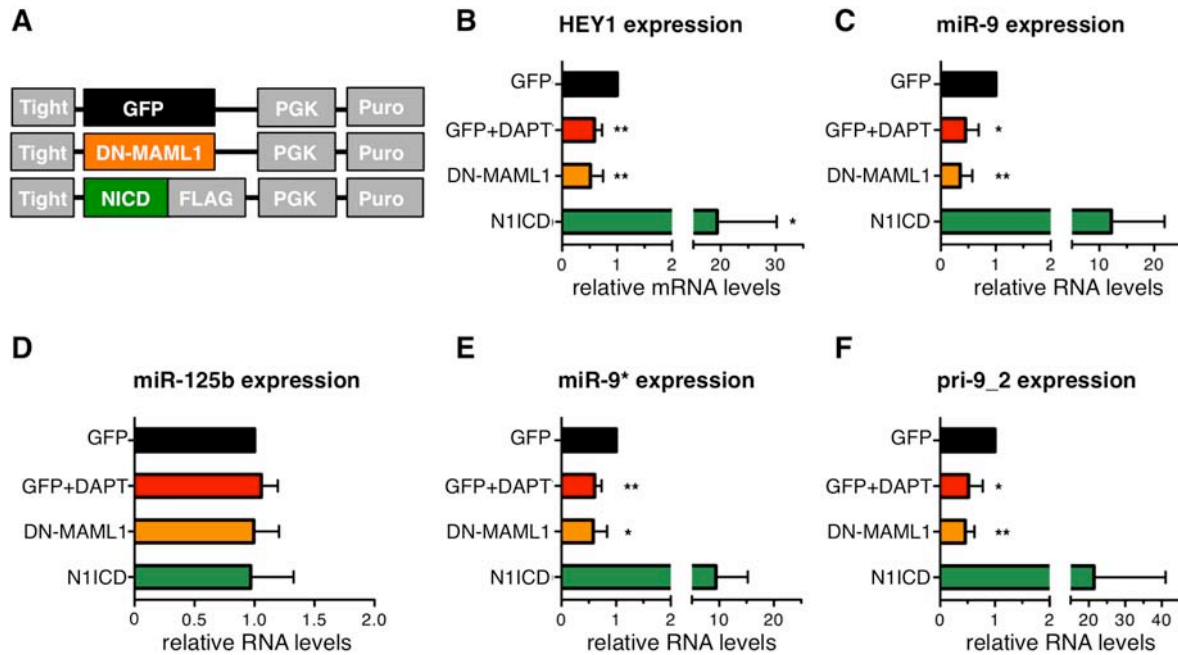 A
Tight GFP PGK Puro
Tight DN-MAML1 PGK Puro
Tight NICD FLAG PGK Puro
B
HEY1 expression
GFP
GFP+DAPT **
DN-MAML1 **
N1ICD *
0 1 2 20 30
relative mRNA levels
C
miR-9 expression
GFP
GFP+DAPT *
DN-MAML1 **
N1ICD
0 1 2 10 20
relative RNA levels
D
miR-125b expression
GFP
GFP+DAPT
DN-MAML1
N1ICD
0 0.5 1.0 1.5 2.0
relative RNA levels
E
miR-9* expression
GFP
GFP+DAPT **
DN-MAML1 *
N1ICD
0 1 2 10 20
relative RNA levels
F
pri-9_2 expression
GFP
GFP+DAPT *
DN-MAML1 **
N1ICD
0 1 2 20 30 40
relative RNA levels